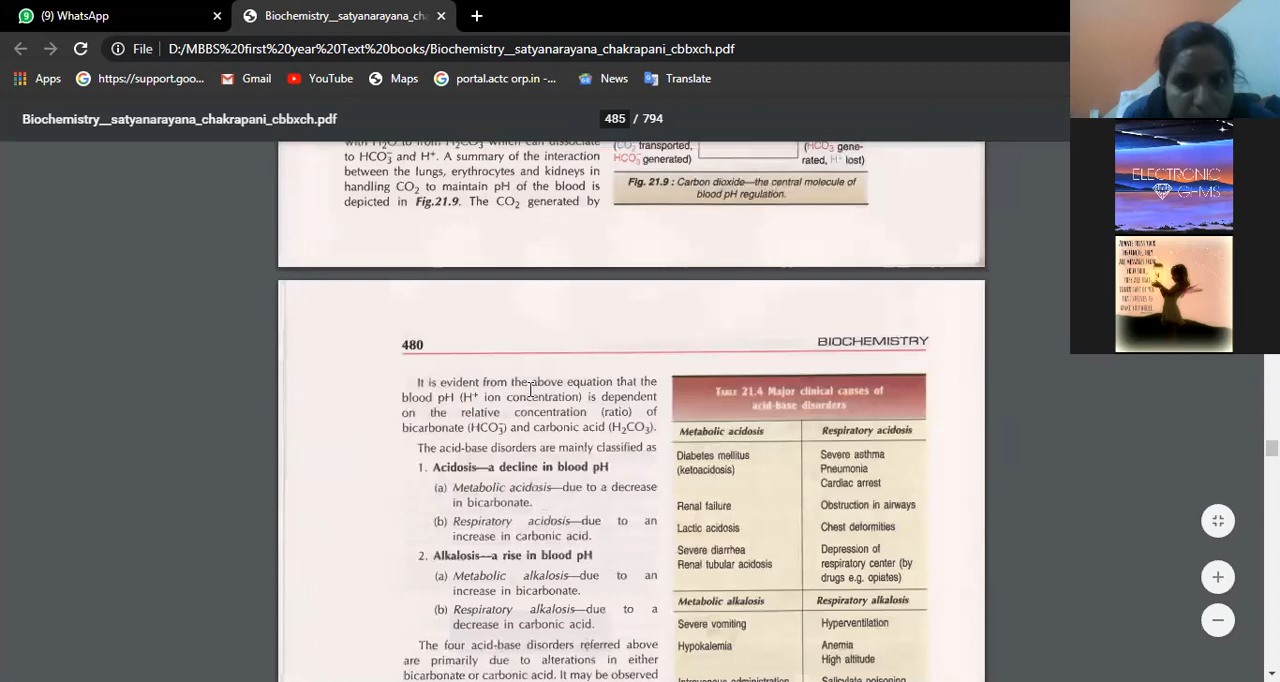 (9) WhatsApp
Biochemistry__satyanarayana_cha
File
D:/MBBS%20first%20year%20Text%20books/Biochemistry_satyanarayana_chakrapani_cbbxch.pdf
Apps
https://support.goo...
Gmail
YouTube
Maps
portal.actc orp.in -...
News
Translate
Biochemistry__satyanarayana_chakrapani_cbbxch.pdf
485 / 794
to HCO₃⁻ and H⁺. A summary of the interaction
between the lungs, erythrocytes and kidneys in
handling CO₂ to maintain pH of the blood is
depicted in Fig.21.9. The CO₂ generated by
(CO₂ transported,
HCO₃⁻ generated)
(HCO₃⁻ gene-
rated, H⁺ lost)
Fig. 21.9 : Carbon dioxide—the central molecule of
blood pH regulation.
480
BIOCHEMISTRY
It is evident from the above equation that the
blood pH (H⁺ ion concentration) is dependent
on the relative concentration (ratio) of
bicarbonate (HCO₃⁻) and carbonic acid (H₂CO₃).
The acid-base disorders are mainly classified as
1. Acidosis—a decline in blood pH
(a) Metabolic acidosis—due to a decrease
in bicarbonate.
(b) Respiratory acidosis—due to an
increase in carbonic acid.
2. Alkalosis—a rise in blood pH
(a) Metabolic alkalosis—due to an
increase in bicarbonate.
(b) Respiratory alkalosis—due to a
decrease in carbonic acid.
The four acid-base disorders referred above
are primarily due to alterations in either
bicarbonate or carbonic acid. It may be observed
TABLE 21.4 Major clinical causes of
acid-base disorders
Metabolic acidosis
Respiratory acidosis
Diabetes mellitus
(ketoacidosis)
Severe asthma
Pneumonia
Cardiac arrest
Renal failure
Obstruction in airways
Lactic acidosis
Chest deformities
Severe diarrhea
Renal tubular acidosis
Depression of
respiratory center (by
drugs e.g. opiates)
Metabolic alkalosis
Respiratory alkalosis
Severe vomiting
Hyperventilation
Hypokalemia
Anemia
High altitude
Intravenous administration
Salicylate poisoning
ELECTRONIC
GEMS